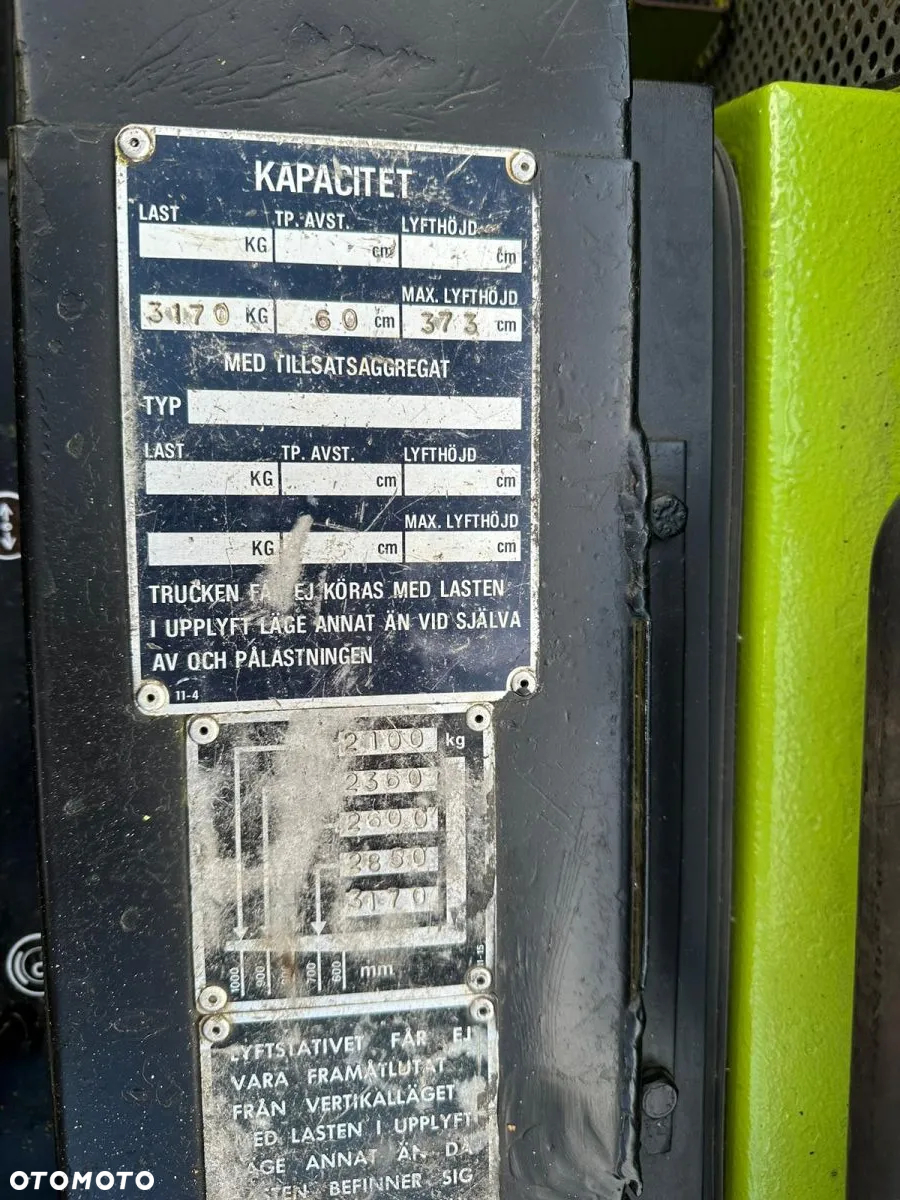 KAPACITET
LAST TP. AVST. LYFTHÖJD
KG cm cm
MAX. LYFTHÖJD
3170 KG 60 cm 373 cm
MED TILLSATSAGGREGAT
TYP
LAST TP. AVST. LYFTHÖJD
KG cm cm
MAX. LYFTHÖJD
KG cm cm
TRUCKEN EJ KÖRAS MED LASTEN
I UPPLYFT LÄGE ANNAT ÄN VID SJÄLVA
AV OCH PÅLASTNINGEN
11-4
2100 kg
2360
2600
2850
3170
1000 900 700 600 mm
11-15
LYFTSTATIVET FÅR EJ
VARA FRAMÅTLUTAT
FRÅN VERTIKALLÄGET
MED LASTEN I UPPLYFT
LÄGE ANNAT ÄN DÅ
LASTEN BEFINNER SIG
OTOMOTO